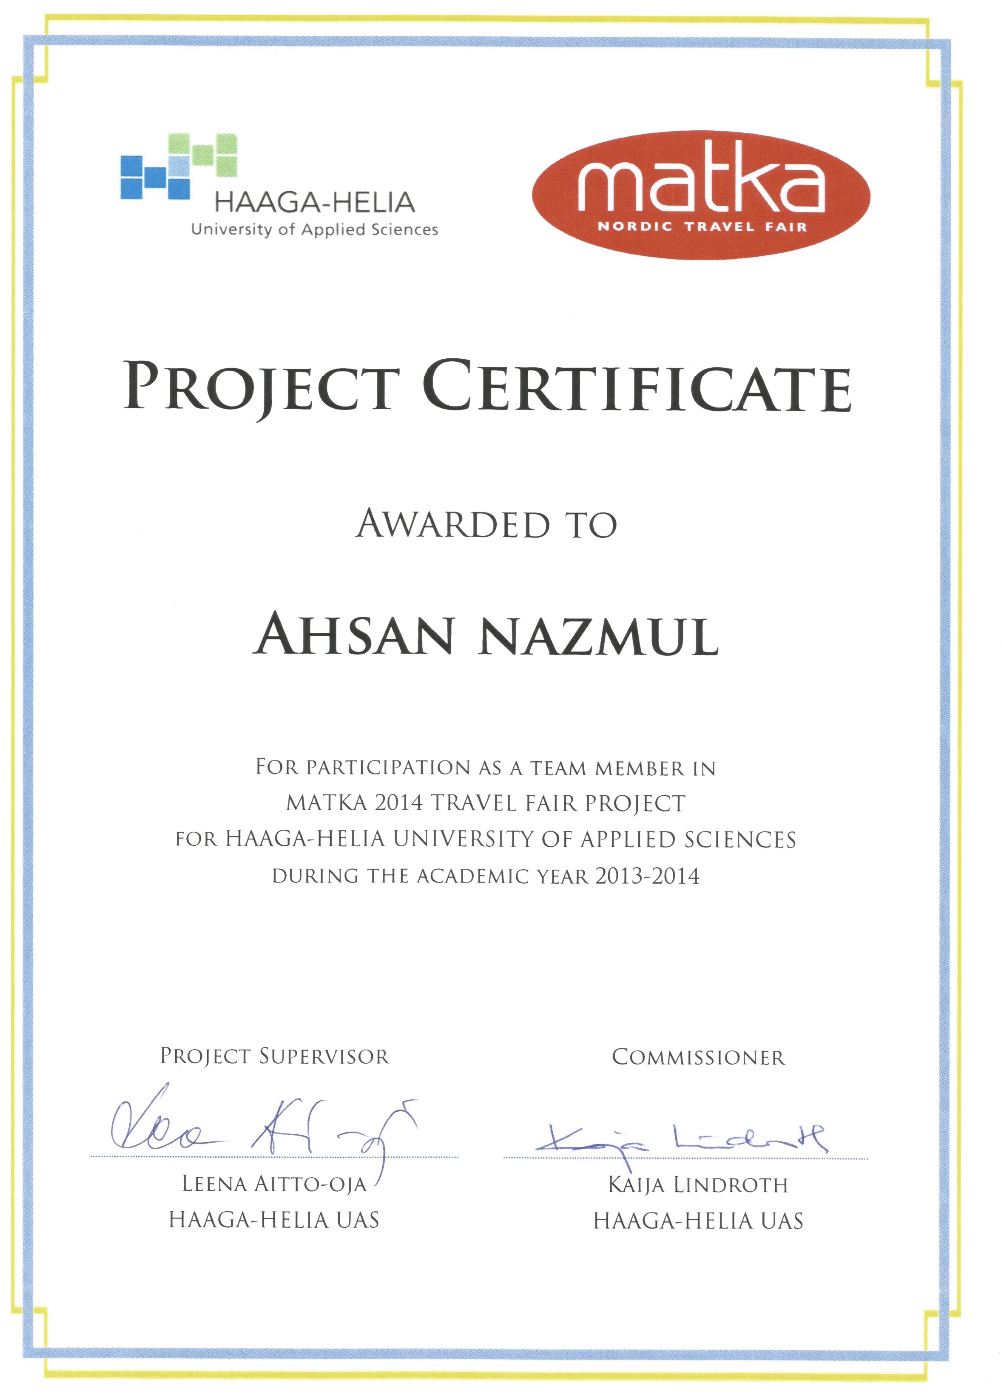 HAAGA-HELIA
University of Applied Sciences
matka
NORDIC TRAVEL FAIR
PROJECT CERTIFICATE
AWARDED TO
AHSAN NAZMUL
FOR PARTICIPATION AS A TEAM MEMBER IN
MATKA 2014 TRAVEL FAIR PROJECT
FOR HAAGA-HELIA UNIVERSITY OF APPLIED SCIENCES
DURING THE ACADEMIC YEAR 2013-2014
PROJECT SUPERVISOR
COMMISSIONER
Kaija Lindroth
LEENA AITTO-OJA
KAIJA LINDROTH
HAAGA-HELIA UAS
HAAGA-HELIA UAS